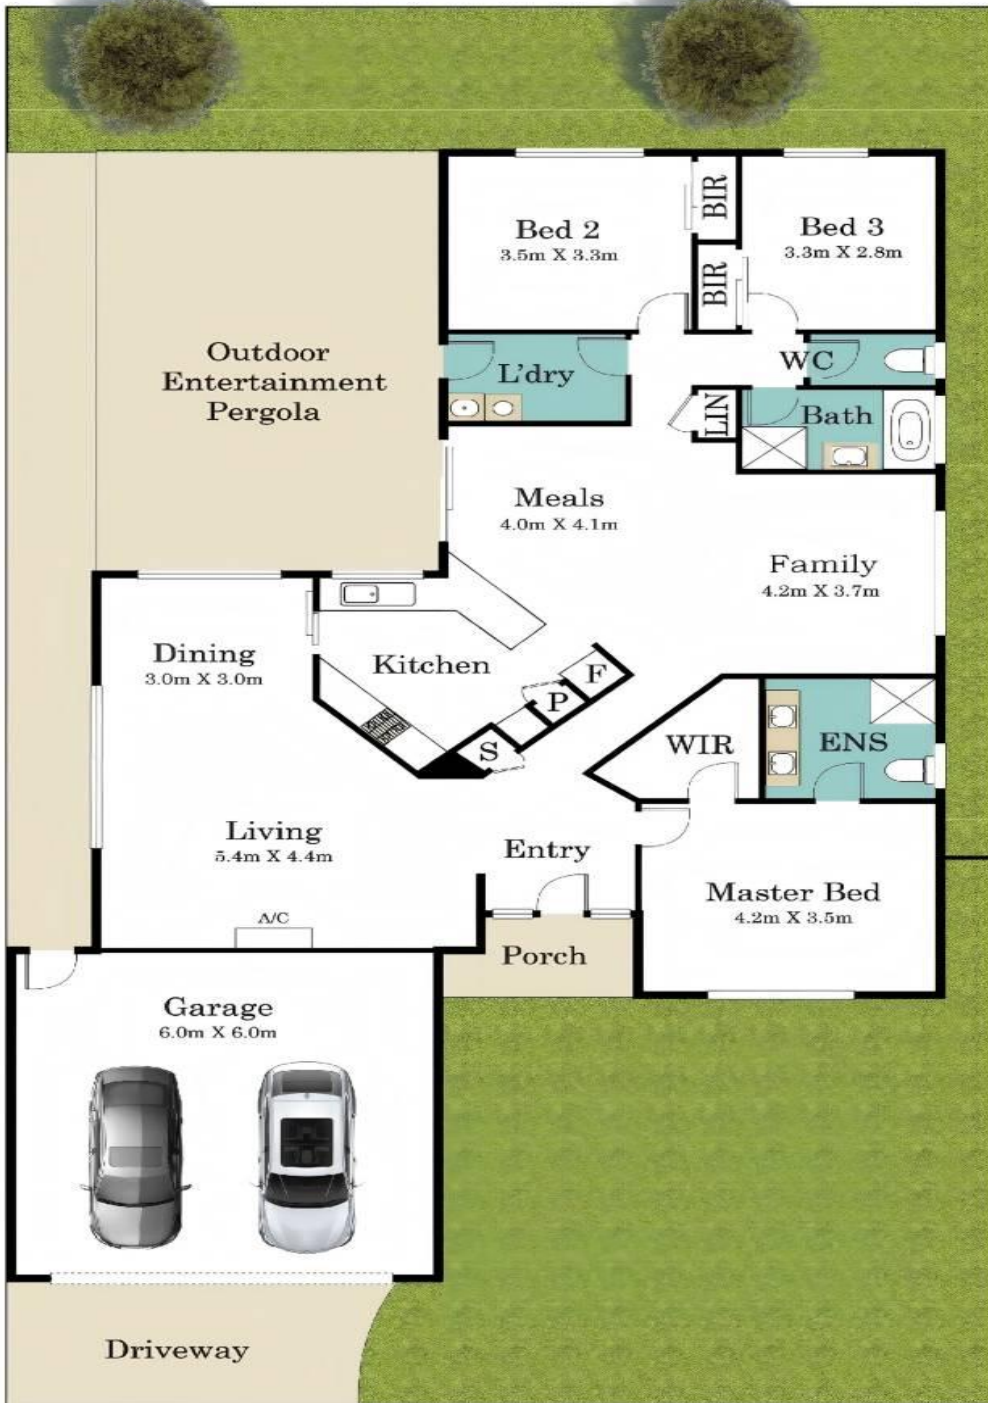 Bed 2
3.5m X 3.3m
BIR
BIR
Bed 3
3.3m X 2.8m
Outdoor
Entertainment
Pergola
L'dry
WC
LIN
Bath
Meals
4.0m X 4.1m
Family
4.2m X 3.7m
Dining
3.0m X 3.0m
Kitchen
F
P
S
WIR
ENS
Living
5.4m X 4.4m
Entry
Master Bed
4.2m X 3.5m
A/C
Porch
Garage
6.0m X 6.0m
Driveway